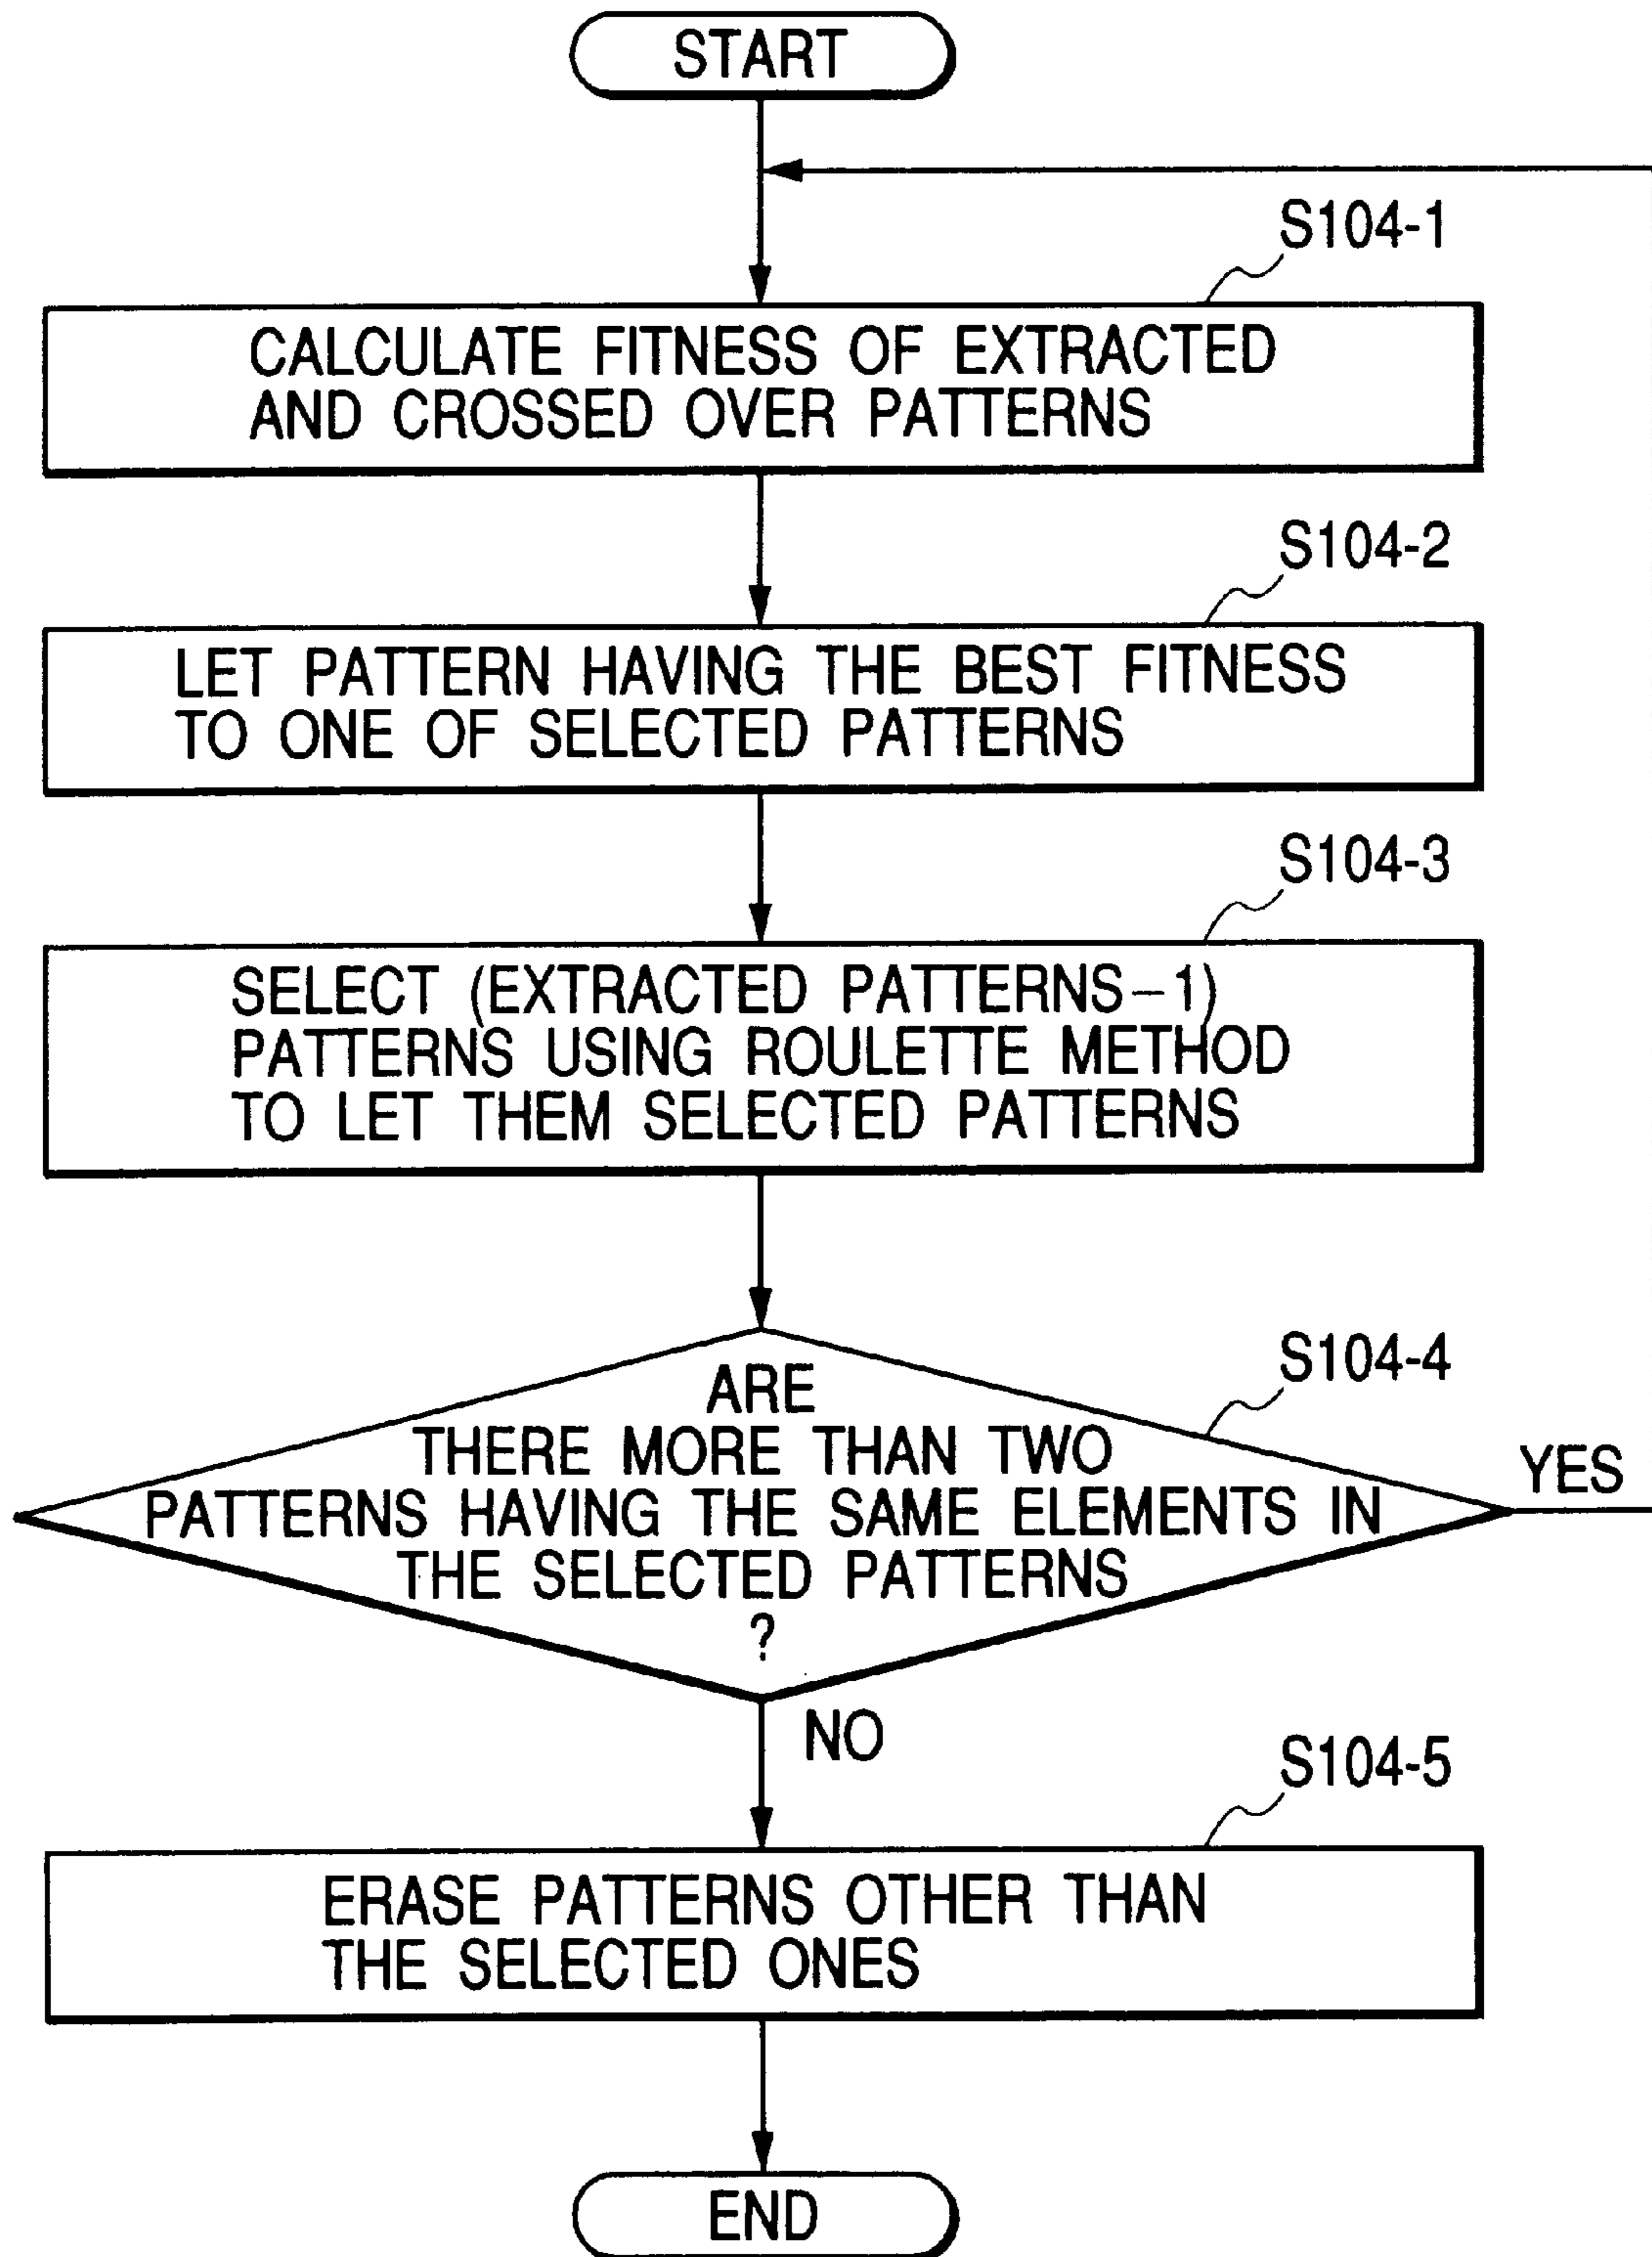 START
S104-1
CALCULATE FITNESS OF EXTRACTED
AND CROSSED OVER PATTERNS
S104-2
LET PATTERN HAVING THE BEST FITNESS
TO ONE OF SELECTED PATTERNS
S104-3
SELECT (EXTRACTED PATTERNS–1)
PATTERNS USING ROULETTE METHOD
TO LET THEM SELECTED PATTERNS
S104-4
ARE
THERE MORE THAN TWO
PATTERNS HAVING THE SAME ELEMENTS IN
THE SELECTED PATTERNS
?
YES
NO
S104-5
ERASE PATTERNS OTHER THAN
THE SELECTED ONES
END